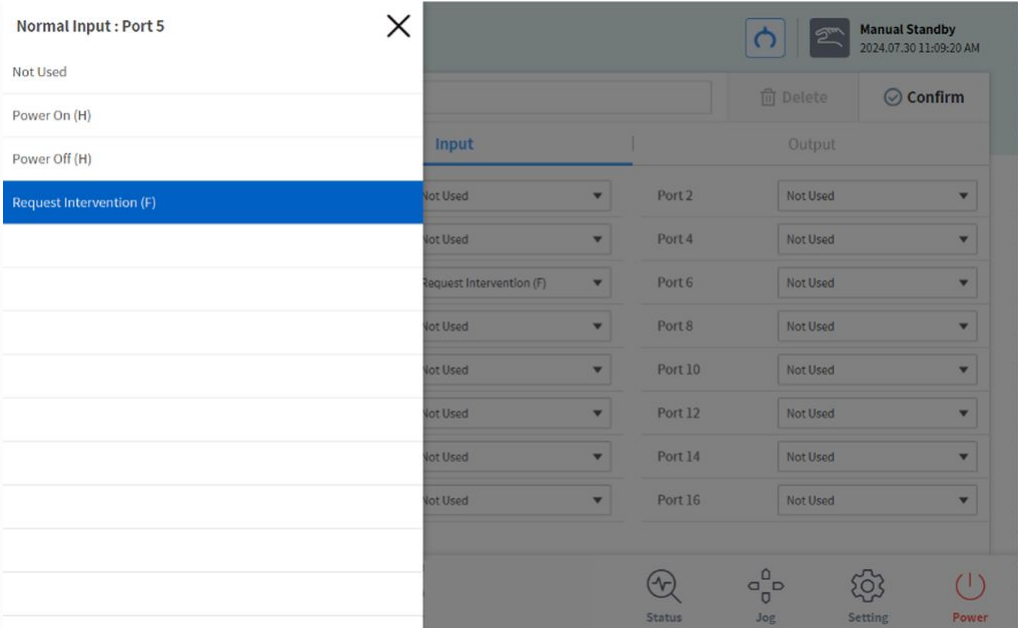 Normal Input : Port 5
Not Used
Power On (H)
Power Off (H)
Request Intervention (F)
Manual Standby
2024.07.30 11:09:20 AM
Delete
Confirm
Input
Output
Not Used
Port 2
Not Used
Not Used
Port 4
Not Used
Request Intervention (F)
Port 6
Not Used
Not Used
Port 8
Not Used
Not Used
Port 10
Not Used
Not Used
Port 12
Not Used
Not Used
Port 14
Not Used
Not Used
Port 16
Not Used
Status
Jog
Setting
Power